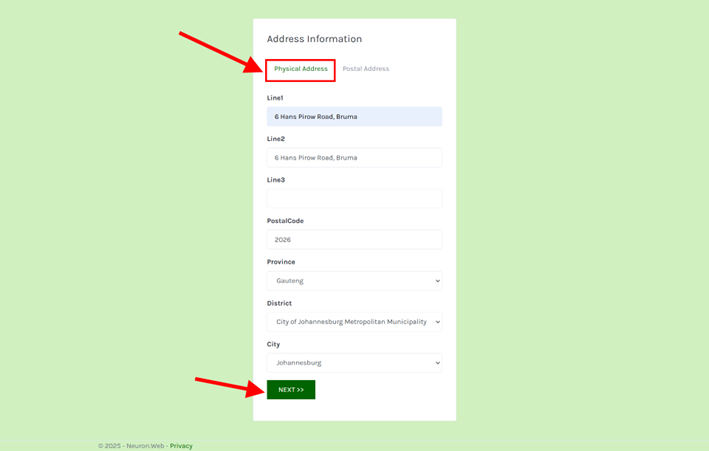 Address Information
Physical Address Postal Address
Line1
6 Hans Pirow Road, Bruma
Line2
6 Hans Pirow Road, Bruma
Line3
PostalCode
2026
Province
Gauteng
District
City of Johannesburg Metropolitan Municipality
City
Johannesburg
NEXT >>
© 2025 - Neuron.Web - Privacy